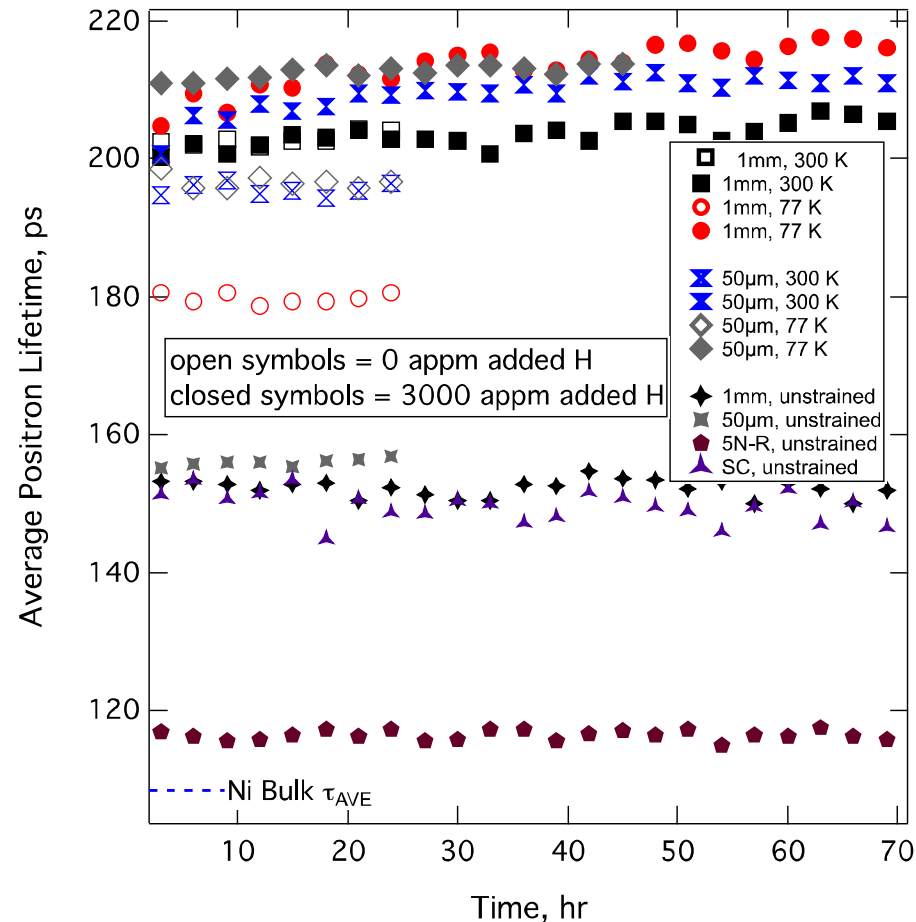 220
200
180
160
140
120
Average Positron Lifetime, ps
1mm, 300 K
1mm, 300 K
1mm, 77 K
1mm, 77 K
50µm, 300 K
50µm, 300 K
50µm, 77 K
50µm, 77 K
1mm, unstrained
50µm, unstrained
5N-R, unstrained
SC, unstrained
open symbols = 0 appm added H
closed symbols = 3000 appm added H
Ni Bulk τAVE
10 20 30 40 50 60 70
Time, hr